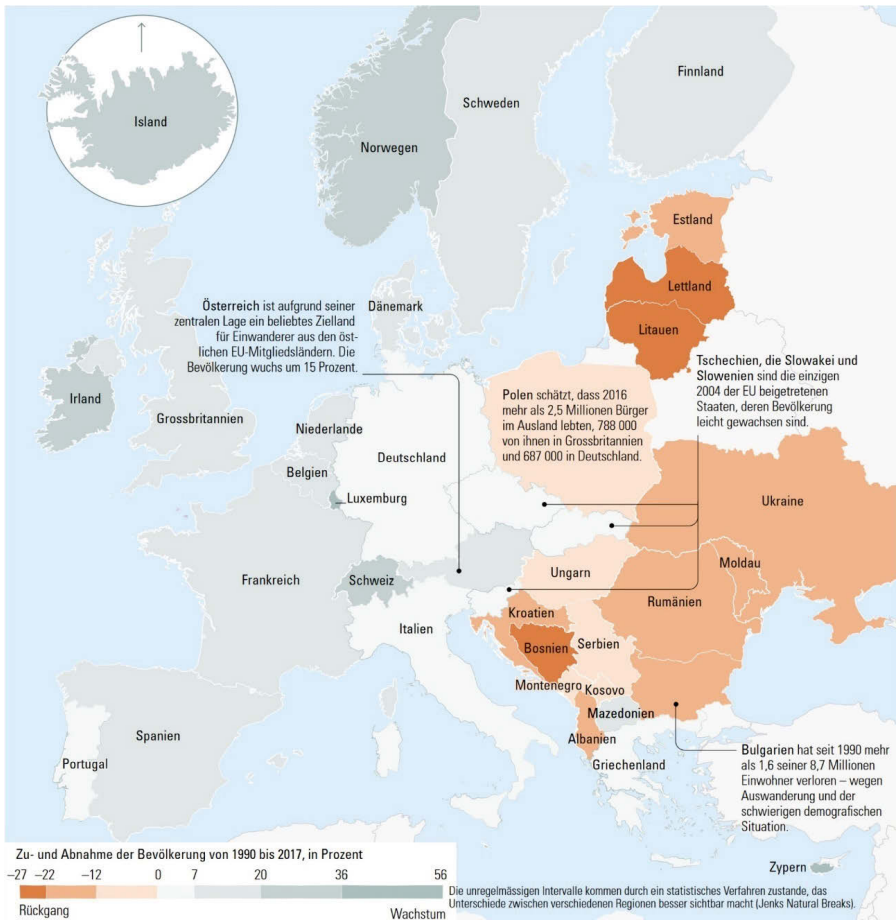 Island
Finnland
Schweden
Norwegen
Estland
Lettland
Litauen
Österreich ist aufgrund seiner
zentralen Lage ein beliebtes Zielland
für Einwanderer aus den öst-
lichen EU-Mitgliedsländern. Die
Bevölkerung wuchs um 15 Prozent.
Dänemark
Tschechien, die Slowakei und
Slowenien sind die einzigen
2004 der EU beigetretenen
Staaten, deren Bevölkerung
leicht gewachsen sind.
Polen schätzt, dass 2016
mehr als 2,5 Millionen Bürger
im Ausland lebten, 788 000
von ihnen in Grossbritannien
und 687 000 in Deutschland.
Irland
Grossbritannien
Niederlande
Deutschland
Belgien
Luxemburg
Ukraine
Moldau
Ungarn
Frankreich
Schweiz
Rumänien
Kroatien
Italien
Serbien
Bosnien
Montenegro
Kosovo
Mazedonien
Albanien
Griechenland
Spanien
Portugal
Bulgarien hat seit 1990 mehr
als 1,6 seiner 8,7 Millionen
Einwohner verloren – wegen
Auswanderung und der
schwierigen demografischen
Situation.
Zypern
Zu- und Abnahme der Bevölkerung von 1990 bis 2017, in Prozent
–27 –22 –12 0 7 20 36 56
Rückgang
Wachstum
Die unregelmässigen Intervalle kommen durch ein statistisches Verfahren zustande, das
Unterschiede zwischen verschiedenen Regionen besser sichtbar macht (Jenks Natural Breaks).